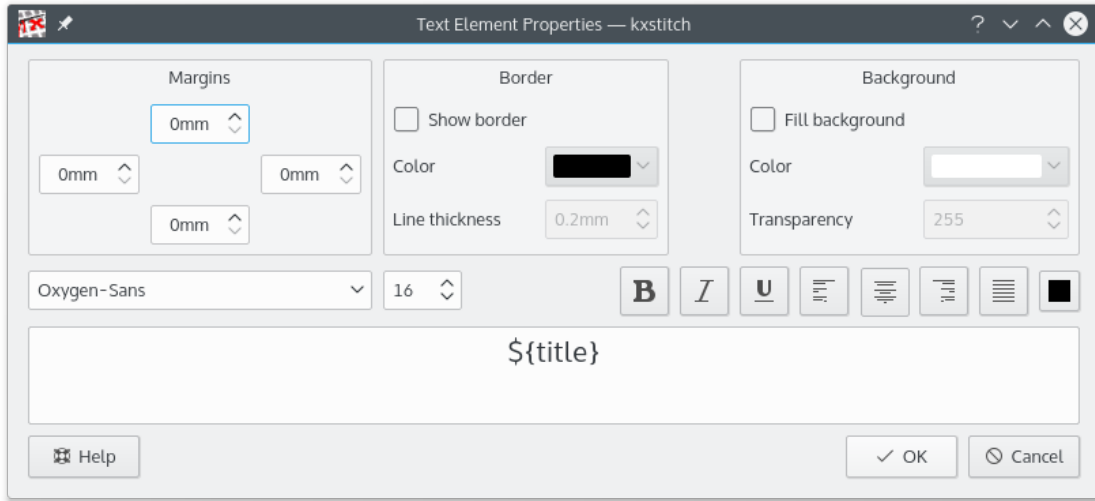 Text Element Properties — kxstitch
Margins
0mm
0mm 0mm
0mm
Border
Show border
Color
Line thickness 0.2mm
Background
Fill background
Color
Transparency 255
Oxygen-Sans 16 B I U
${title}
Help OK Cancel